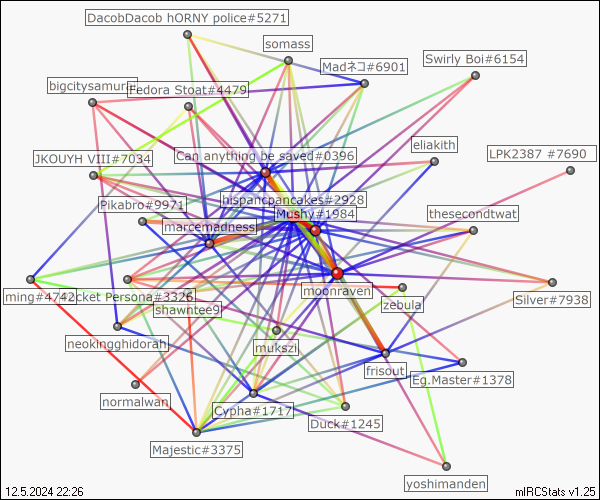 DacobDacob hORNY police#5271
somass
Madネコ#6901
Swirly Boi#6154
bigcitysamurai
Fedora Stoat#4479
eliakith
LPK2387 #7690
JKOUYH VIII#7034
Can anything be saved#0396
hispancpancakes#2928
Pikabro#9971
Mushy#1984
thesecondtwat
marcemadness
moonraven
ming#4742
cket Persona#3326
zebula
Silver#7938
shawntee9
neokingghidorah
mukszi
frisout
Eg.Master#1378
normalwan
Cypha#1717
Duck#1245
Majestic#3375
yoshimanden
12.5.2024 22:26
mIRCStats v1.25